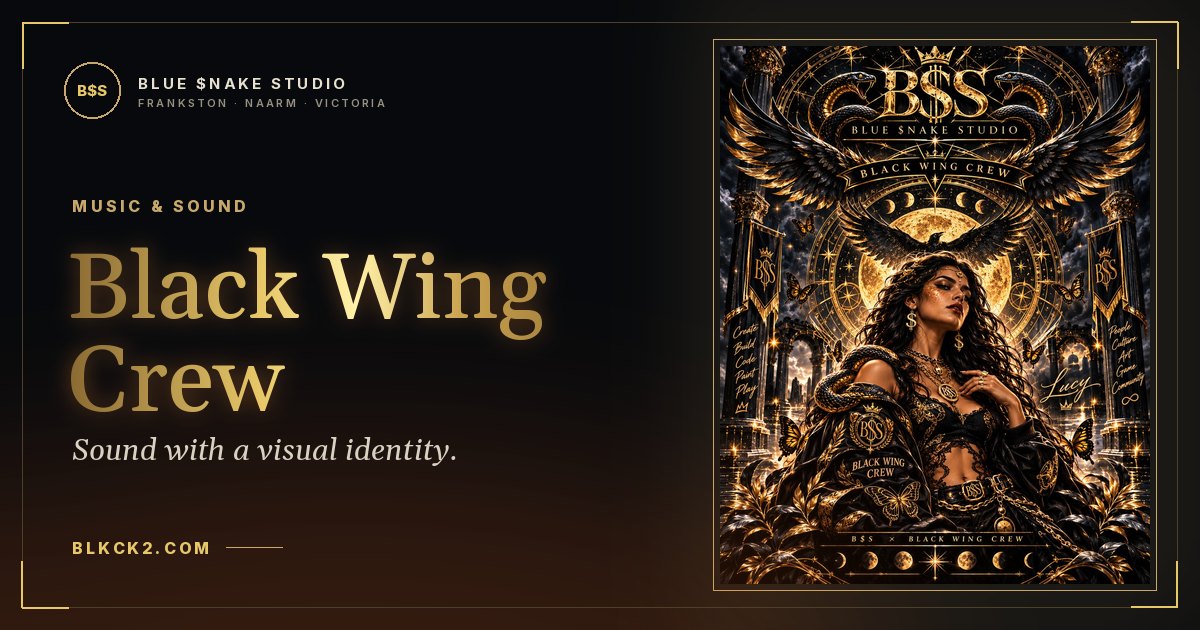 B$S
BLUE $NAKE STUDIO
FRANKSTON · NAARM · VICTORIA
MUSIC & SOUND
Black Wing
Crew
Sound with a visual identity.
BLKCK2.COM
B$S
BLUE $NAKE STUDIO
BLACK WING CREW
B$S
B$S
Create
Build
Code
Paint
Play
People
Culture
Art
Game
Community
∞
Lucy
B$S
B$S
BLACK WING
CREW
B$S
B$S × BLACK WING CREW